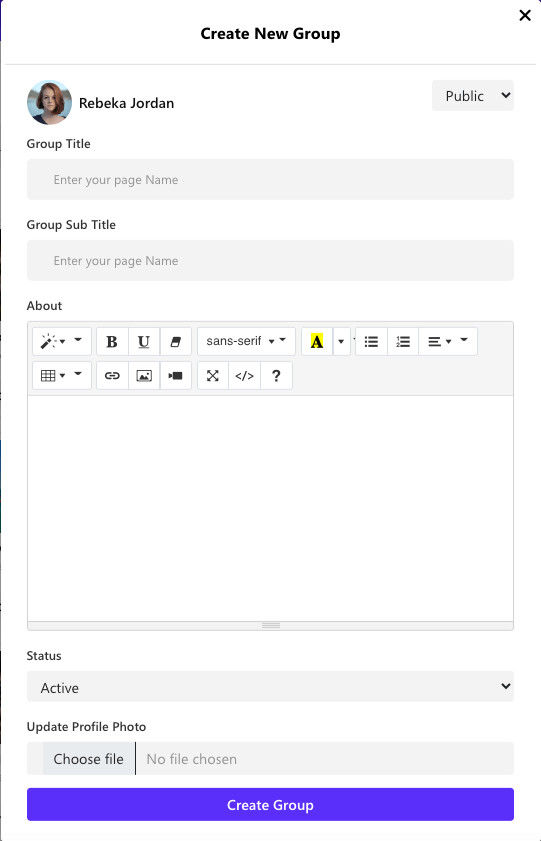 Create New Group
Rebeka Jordan
Public
Group Title
Enter your page Name
Group Sub Title
Enter your page Name
About
B U sans-serif A
</> ?
Status
Active
Update Profile Photo
Choose file No file chosen
Create Group